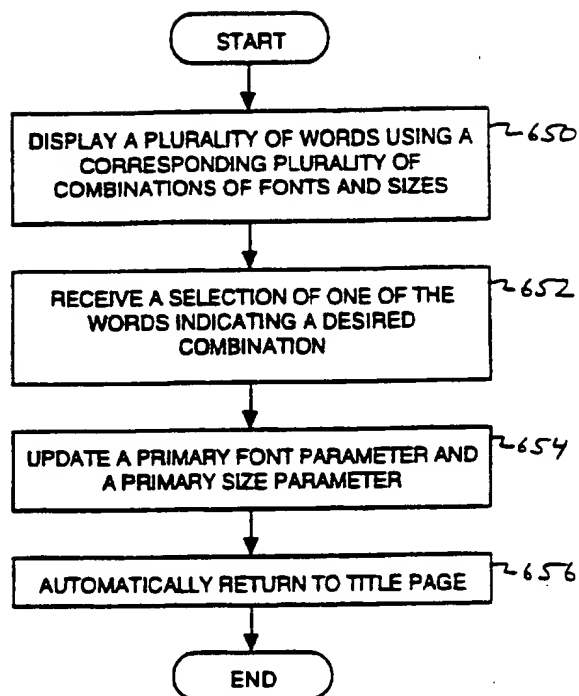 START
DISPLAY A PLURALITY OF WORDS USING A
CORRESPONDING PLURALITY OF
COMBINATIONS OF FONTS AND SIZES
650
RECEIVE A SELECTION OF ONE OF THE
WORDS INDICATING A DESIRED
COMBINATION
652
UPDATE A PRIMARY FONT PARAMETER AND
A PRIMARY SIZE PARAMETER
654
AUTOMATICALLY RETURN TO TITLE PAGE
656
END